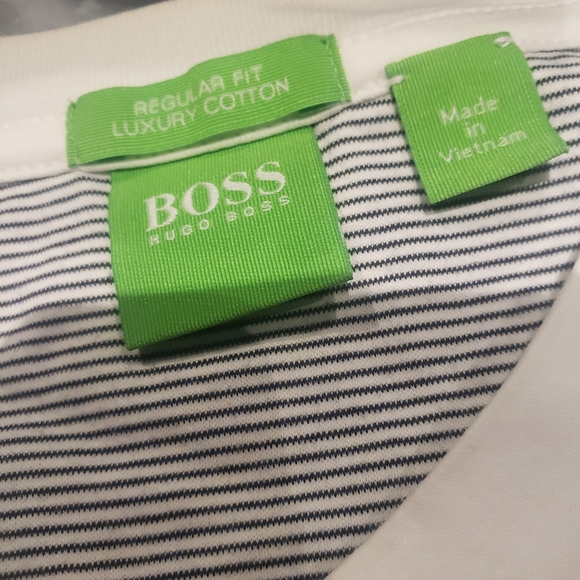 REGULAR FIT
LUXURY COTTON
BOSS
HUGO BOSS
Made
in
Vietnam